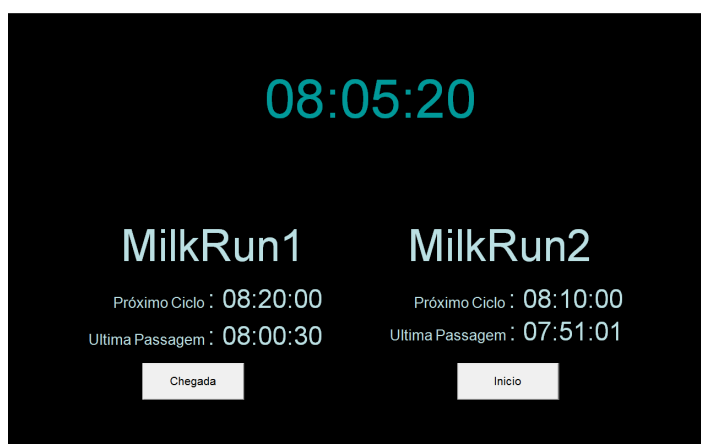 08:05:20
MilkRun1
Próximo Ciclo : 08:20:00
Ultima Passagem : 08:00:30
Chegada
MilkRun2
Próximo Ciclo : 08:10:00
Ultima Passagem : 07:51:01
Inicio